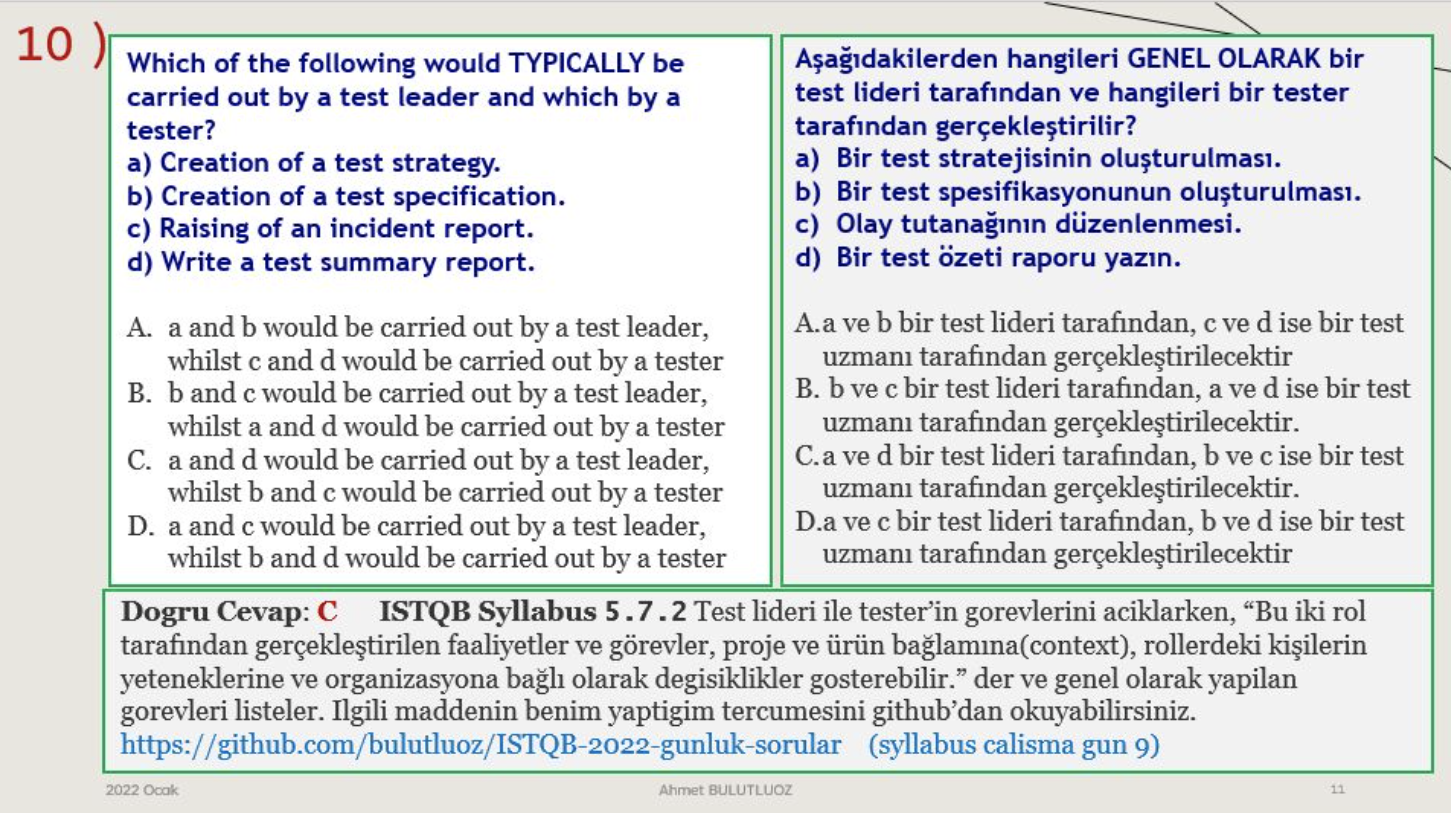 10 )
Which of the following would TYPICALLY be
carried out by a test leader and which by a
tester?
a) Creation of a test strategy.
b) Creation of a test specification.
c) Raising of an incident report.
d) Write a test summary report.
A. a and b would be carried out by a test leader,
whilst c and d would be carried out by a tester
B. b and c would be carried out by a test leader,
whilst a and d would be carried out by a tester
C. a and d would be carried out by a test leader,
whilst b and c would be carried out by a tester
D. a and c would be carried out by a test leader,
whilst b and d would be carried out by a tester
Aşağıdakilerden hangileri GENEL OLARAK bir
test lideri tarafından ve hangileri bir tester
tarafından gerçekleştirilir?
a) Bir test stratejisinin oluşturulması.
b) Bir test spesifikasyonunun oluşturulması.
c) Olay tutanağının düzenlenmesi.
d) Bir test özeti raporu yazın.
A.a ve b bir test lideri tarafından, c ve d ise bir test
uzmanı tarafından gerçekleştirilecektir
B. b ve c bir test lideri tarafından, a ve d ise bir test
uzmanı tarafından gerçekleştirilecektir.
C.a ve d bir test lideri tarafından, b ve c ise bir test
uzmanı tarafından gerçekleştirilecektir.
D.a ve c bir test lideri tarafından, b ve d ise bir test
uzmanı tarafından gerçekleştirilecektir
Dogru Cevap: C ISTQB Syllabus 5.7.2 Test lideri ile tester’in gorevlerini aciklarken, “Bu iki rol
tarafından gerçekleştirilen faaliyetler ve görevler, proje ve ürün bağlamına(context), rollerdeki kişilerin
yeteneklerine ve organizasyona bağlı olarak degisiklikler gosterebilir.” der ve genel olarak yapilan
gorevleri listeler. Ilgili maddenin benim yaptigim tercumesini github’dan okuyabilirsiniz.
https://github.com/bulutluoz/ISTQB-2022-gunluk-sorular (syllabus calisma gun 9)
2022 Ocak Ahmet BULUTLUOZ 11